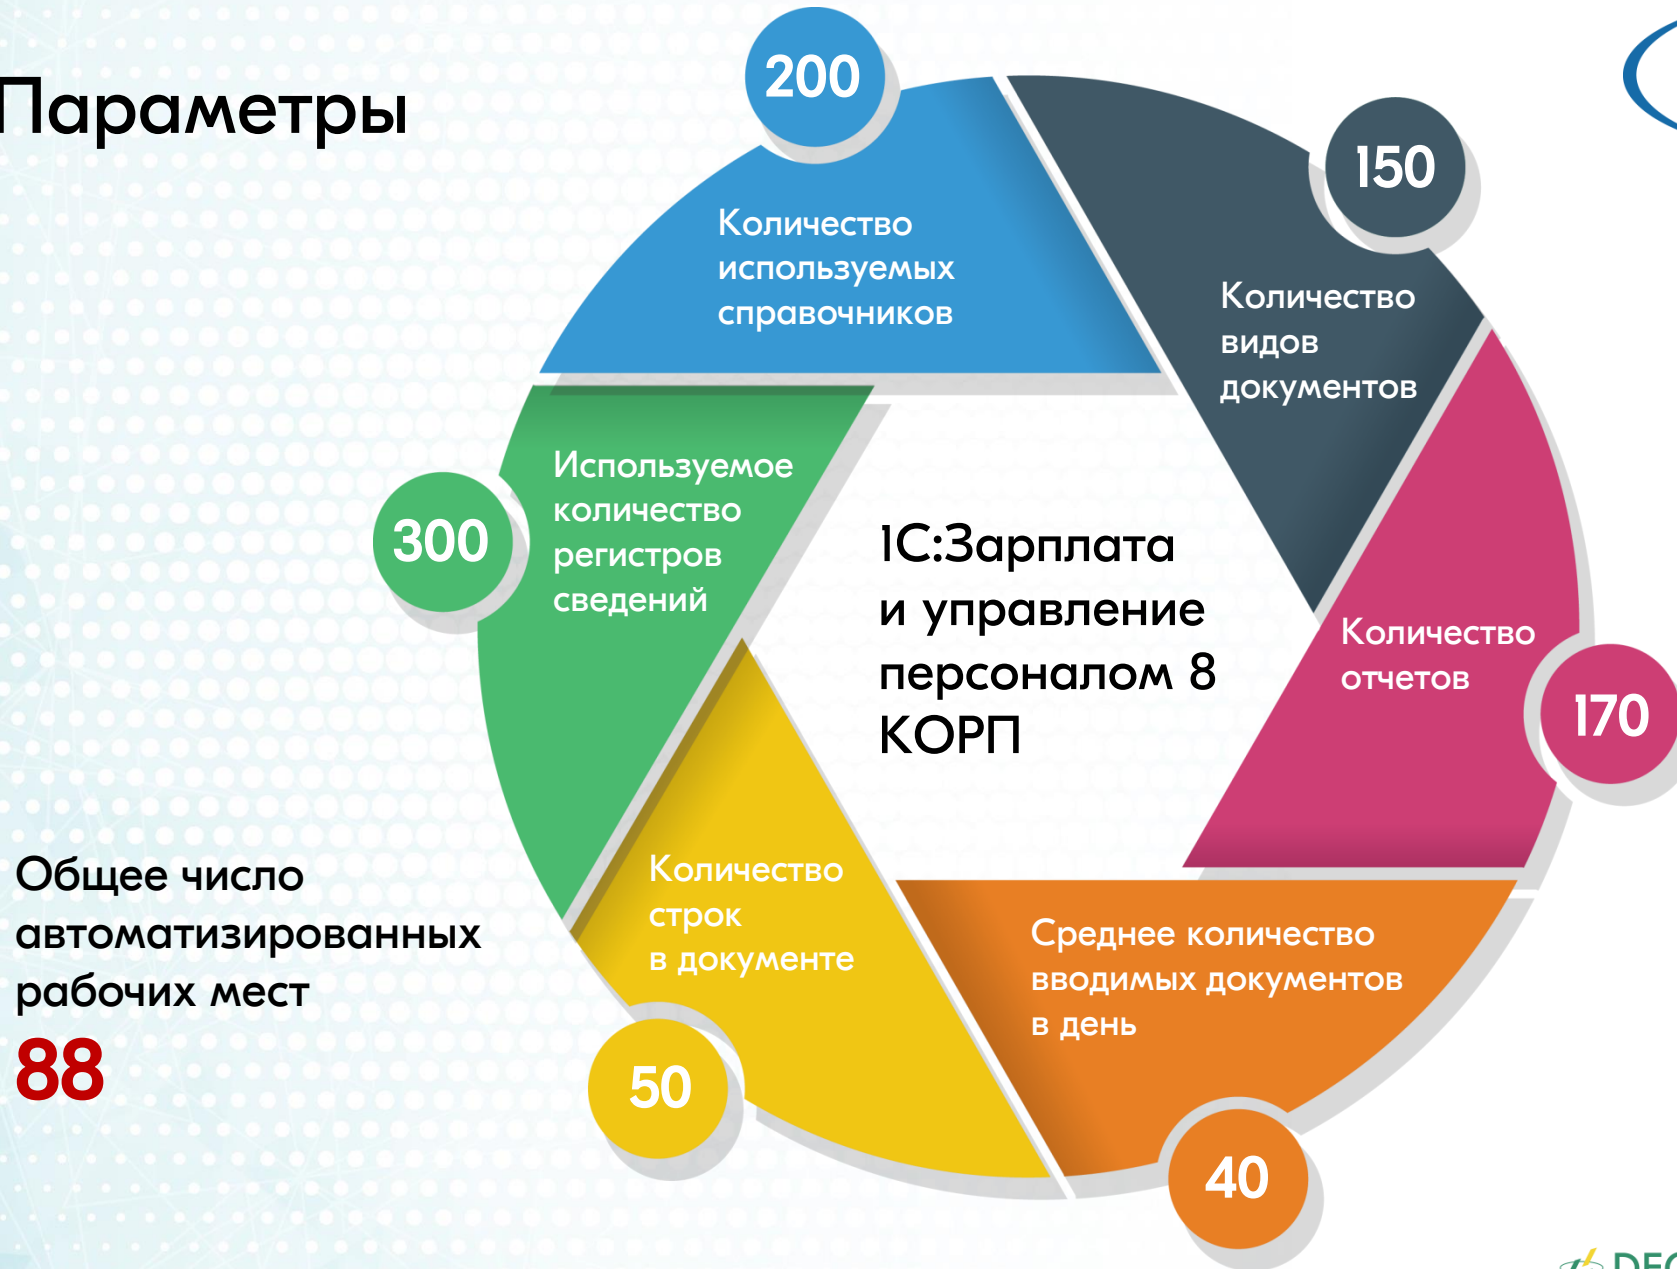 Параметры
200
Количество
используемых
справочников
150
Количество
видов
документов
170
Количество
отчетов
40
Среднее количество
вводимых документов
в день
50
Количество
строк
в документе
300
Используемое
количество
регистров
сведений
1С:Зарплата
и управление
персоналом 8
КОРП
Общее число
автоматизированных
рабочих мест
88